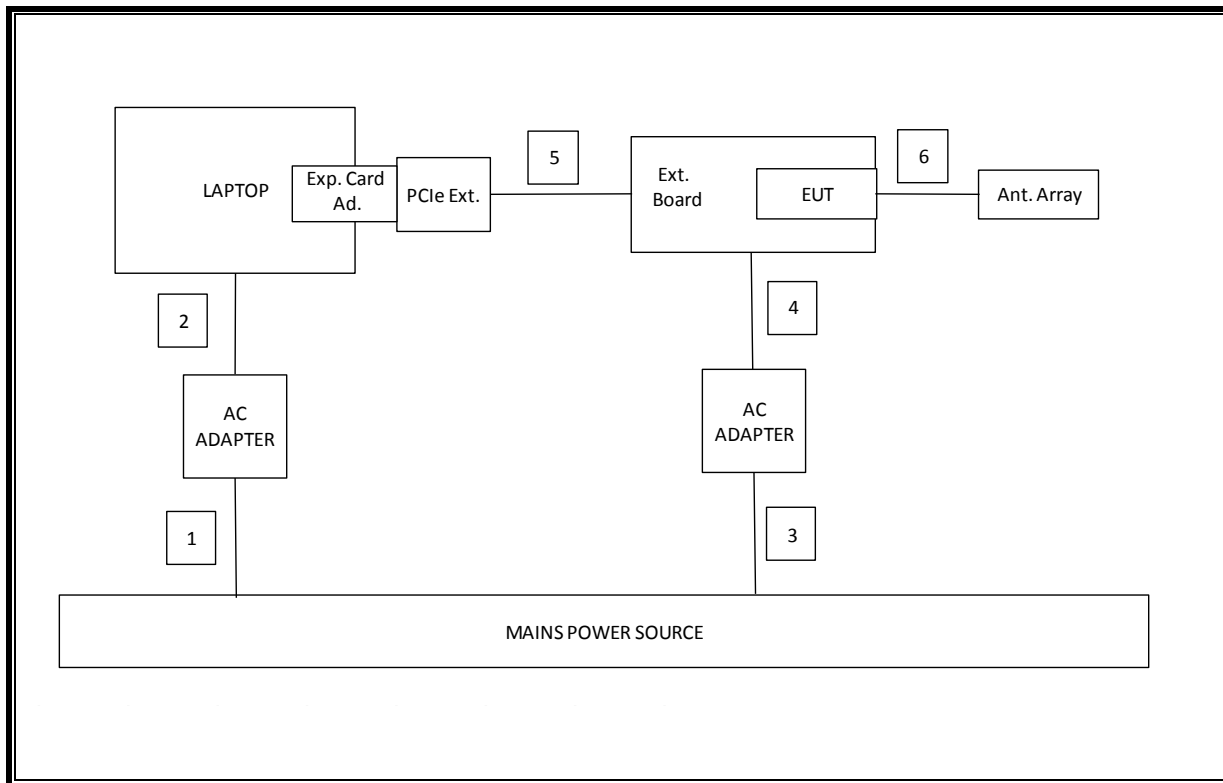 LAPTOP
Exp. Card
Ad.
PCIe Ext.
5
Ext.
Board
EUT
6
Ant. Array
2
4
AC
ADAPTER
AC
ADAPTER
1
3
MAINS POWER SOURCE